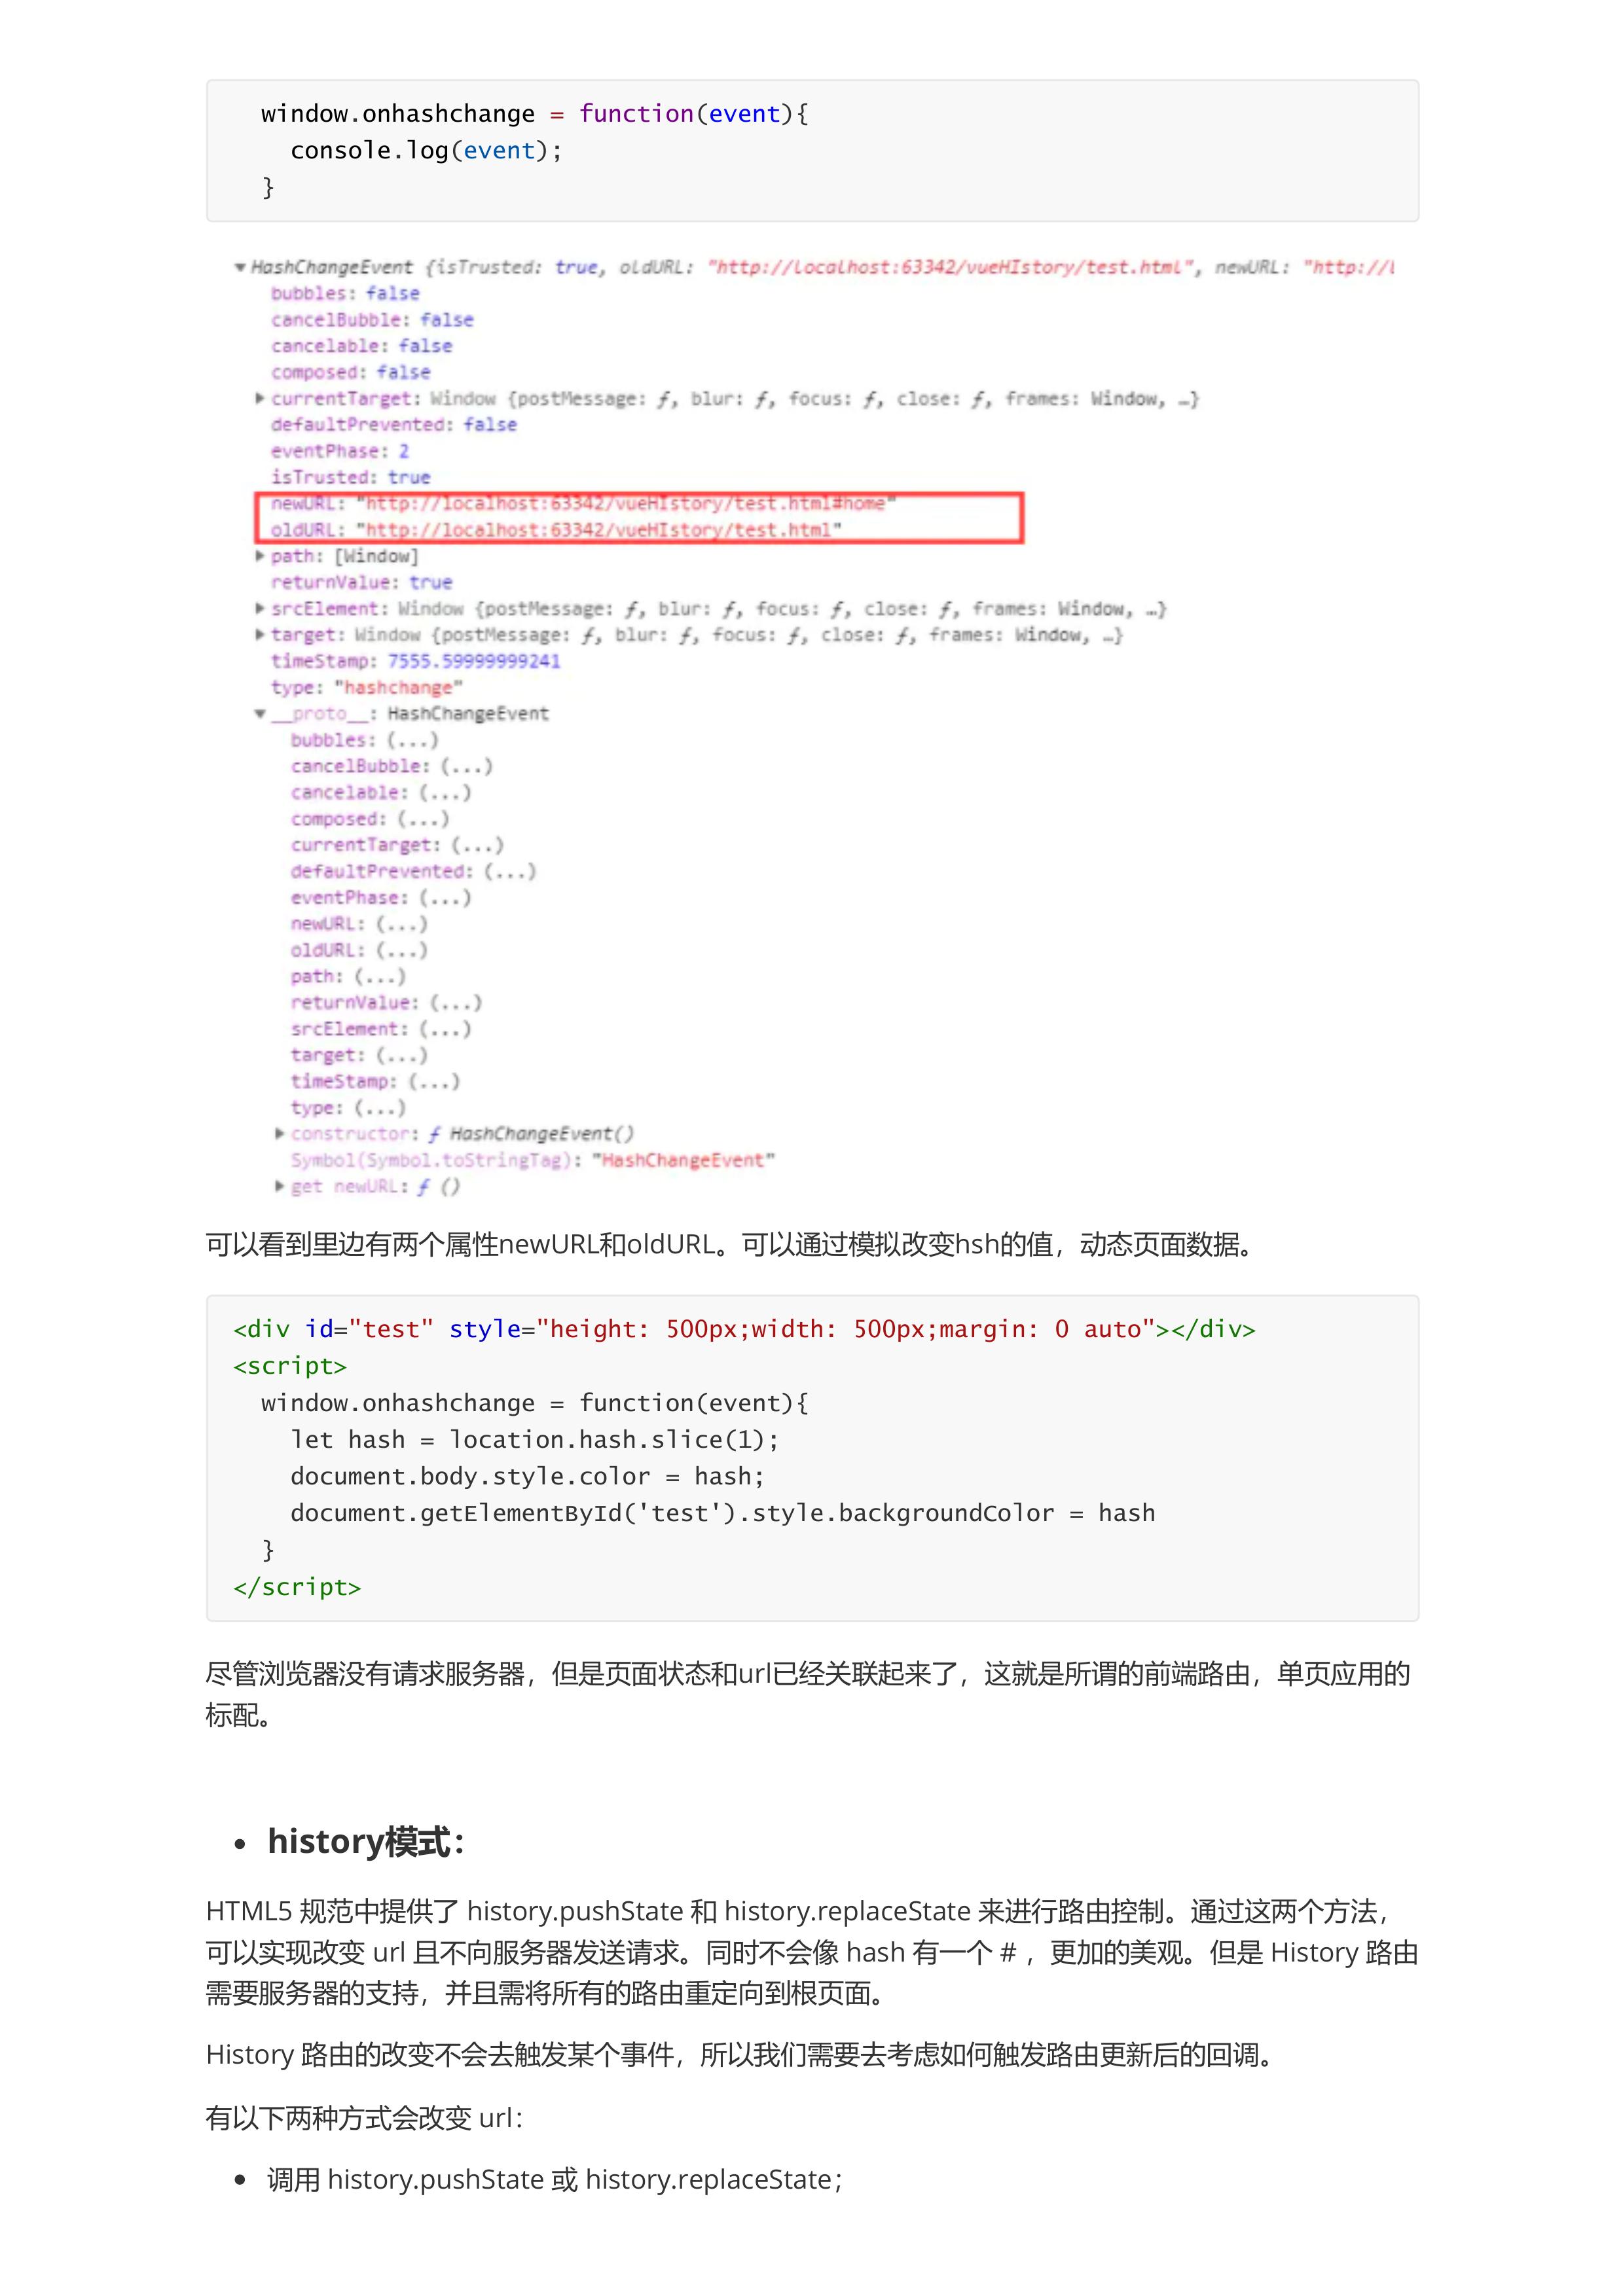 window.onhashchange = function(event){
console.log(event);
}
HashChangeEvent {isTrusted: true, oldURL: "http://localhost:63342/vueHIstory/test.html", newURL: "http://l
bubbles: false
cancelBubble: false
cancelable: false
composed: false
currentTarget: Window {postMessage: ƒ, blur: ƒ, focus: ƒ, close: ƒ, frames: Window, …}
defaultPrevented: false
eventPhase: 2
isTrusted: true
newURL: "http://localhost:63342/vueHIstory/test.html#home"
oldURL: "http://localhost:63342/vueHIstory/test.html"
path: [Window]
returnValue: true
srcElement: Window {postMessage: ƒ, blur: ƒ, focus: ƒ, close: ƒ, frames: Window, …}
target: Window {postMessage: ƒ, blur: ƒ, focus: ƒ, close: ƒ, frames: Window, …}
timeStamp: 7555.59999999241
type: "hashchange"
__proto__: HashChangeEvent
bubbles: (...)
cancelBubble: (...)
cancelable: (...)
composed: (...)
currentTarget: (...)
defaultPrevented: (...)
eventPhase: (...)
newURL: (...)
oldURL: (...)
path: (...)
returnValue: (...)
srcElement: (...)
target: (...)
timeStamp: (...)
type: (...)
constructor: ƒ HashChangeEvent()
Symbol(Symbol.toStringTag): "HashChangeEvent"
get newURL: ƒ ()
可以看到里边有两个属性newURL和oldURL。可以通过模拟改变hsh的值，动态页面数据。
<div id="test" style="height: 500px;width: 500px;margin: 0 auto"></div>
<script>
window.onhashchange = function(event){
let hash = location.hash.slice(1);
document.body.style.color = hash;
document.getElementById('test').style.backgroundColor = hash
}
</script>
尽管浏览器没有请求服务器，但是页面状态和url已经关联起来了，这就是所谓的前端路由，单页应用的
标配。
• history模式：
HTML5 规范中提供了 history.pushState 和 history.replaceState 来进行路由控制。通过这两个方法，
可以实现改变 url 且不向服务器发送请求。同时不会像 hash 有一个 # ，更加的美观。但是 History 路由
需要服务器的支持，并且需将所有的路由重定向到根页面。
History 路由的改变不会去触发某个事件，所以我们需要去考虑如何触发路由更新后的回调。
有以下两种方式会改变 url：
• 调用 history.pushState 或 history.replaceState；